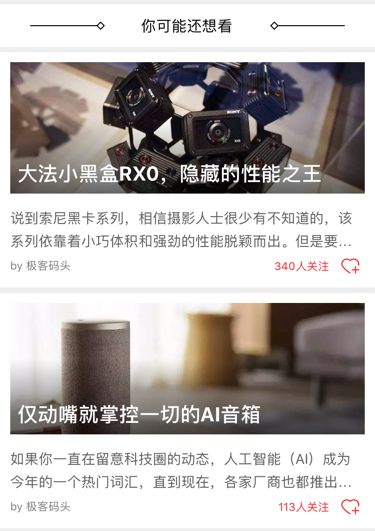 你可能还想看
SONY
大法小黑盒RX0，隐藏的性能之王
说到索尼黑卡系列，相信摄影人士很少有不知道的，该
系列依靠着小巧体积和强劲的性能脱颖而出。但是要...
by 极客码头
340人关注
仅动嘴就掌控一切的AI音箱
如果你一直在留意科技圈的动态，人工智能（AI）成为
今年的一个热门词汇，直到现在，各家厂商也都推出...
by 极客码头
113人关注